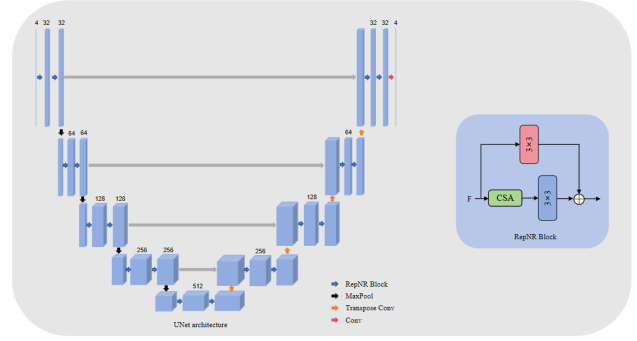 4 32 32
32 32 4
64 64
64
128 128
128
256 256
256
512
3×3
F
CSA
3×3
RepNR Block
RepNR Block
MaxPool
Transpose Conv
Conv
UNet architecture